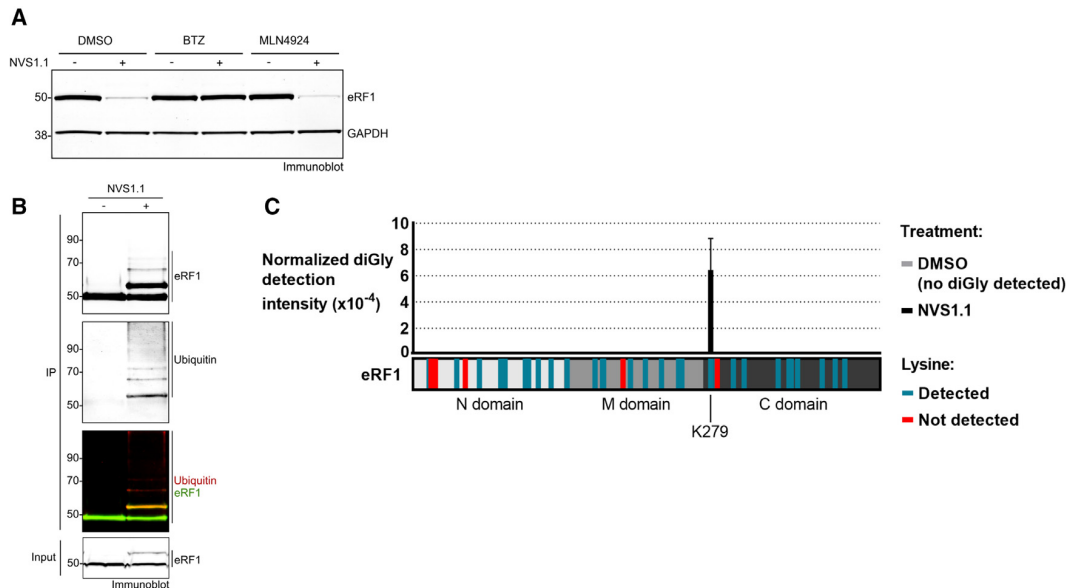 A
DMSO BTZ MLN4924
NVS1.1 - + - + - +
50- eRF1
38- GAPDH
Immunoblot
B
NVS1.1
- +
90-
70-
eRF1
50-
90-
Ubiquitin
IP
70-
50-
90-
70-
Ubiquitin
eRF1
50-
Input
50-
eRF1
Immunoblot
C
Normalized diGly
detection
intensity (x10-4)
10
8
6
4
2
0
eRF1
N domain M domain C domain
K279
Treatment:
DMSO
(no diGly detected)
NVS1.1
Lysine:
Detected
Not detected